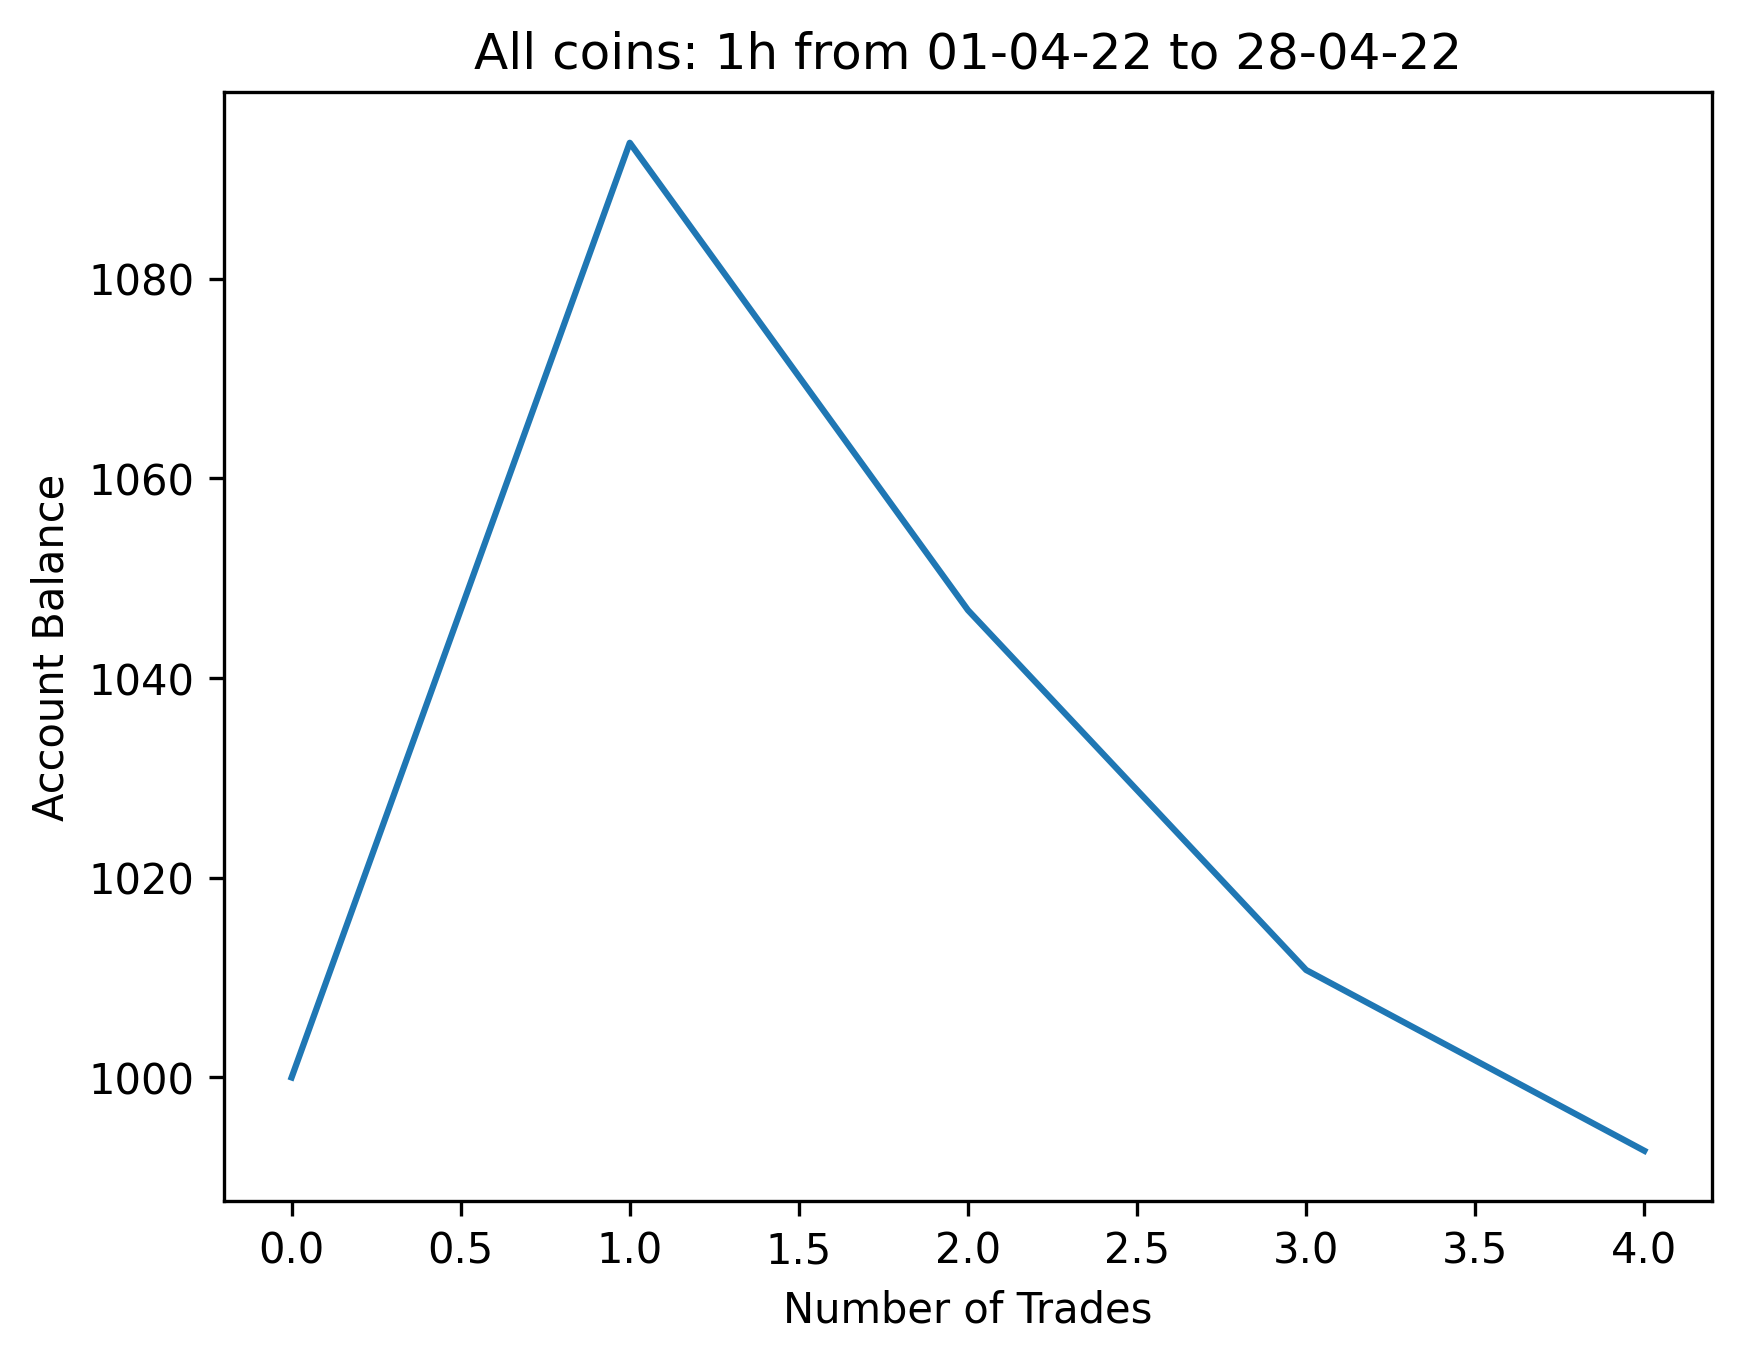 All coins: 1h from 01-04-22 to 28-04-22
Account Balance
1080
1060
1040
1020
1000
0.0 0.5 1.0 1.5 2.0 2.5 3.0 3.5 4.0
Number of Trades